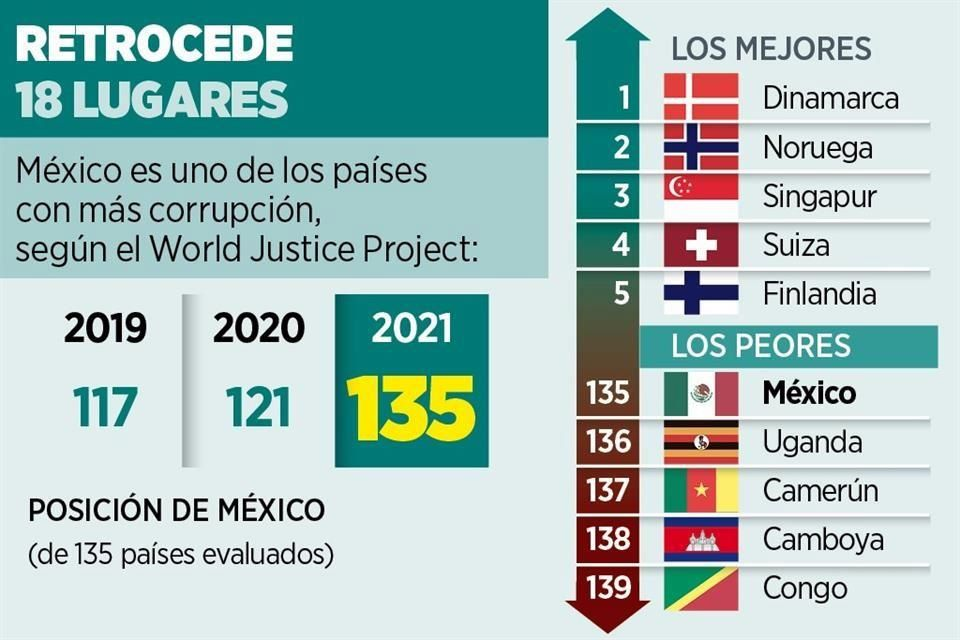 RETROCEDE
18 LUGARES
México es uno de los países
con más corrupción,
según el World Justice Project:
2019 2020 2021
117 121 135
POSICIÓN DE MÉXICO
(de 135 países evaluados)
LOS MEJORES
1 Dinamarca
2 Noruega
3 Singapur
4 Suiza
5 Finlandia
LOS PEORES
135 México
136 Uganda
137 Camerún
138 Camboya
139 Congo